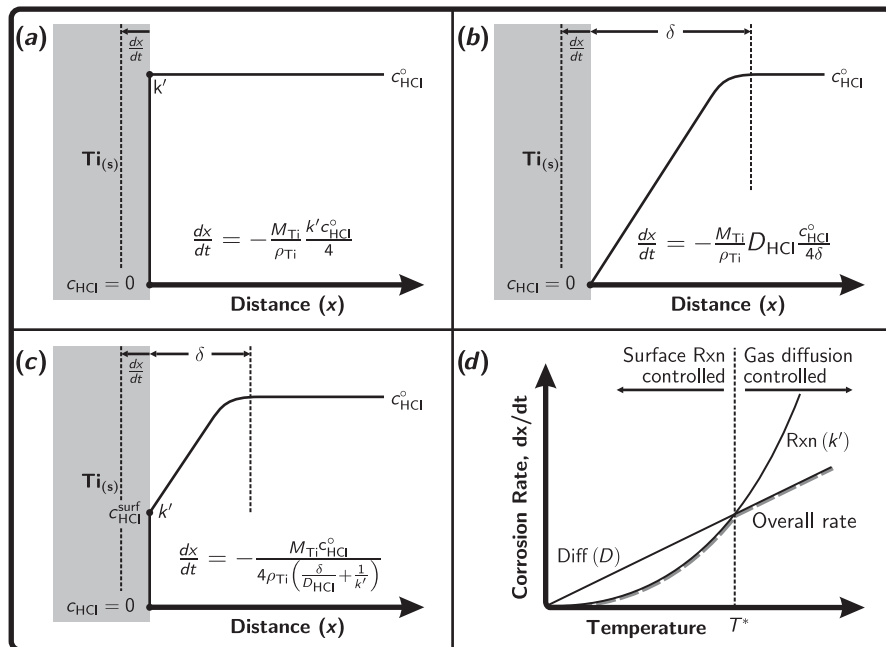 (a)
dx/dt
k′
c°HCl
Ti(s)
dx/dt = − MTi/ρTi k′c°HCl/4
cHCl = 0
Distance (x)
(b)
dx/dt
δ
c°HCl
Ti(s)
dx/dt = − MTi/ρTi DHCl c°HCl/4δ
cHCl = 0
Distance (x)
(c)
dx/dt
δ
c°HCl
Ti(s)
csurfHCl
k′
dx/dt = − MTic°HCl/4ρTi(δ/DHCl + 1/k′)
cHCl = 0
Distance (x)
(d)
Surface Rxn
controlled
Gas diffusion
controlled
Corrosion Rate, dx/dt
Rxn (k′)
Overall rate
Diff (D)
Temperature
T*